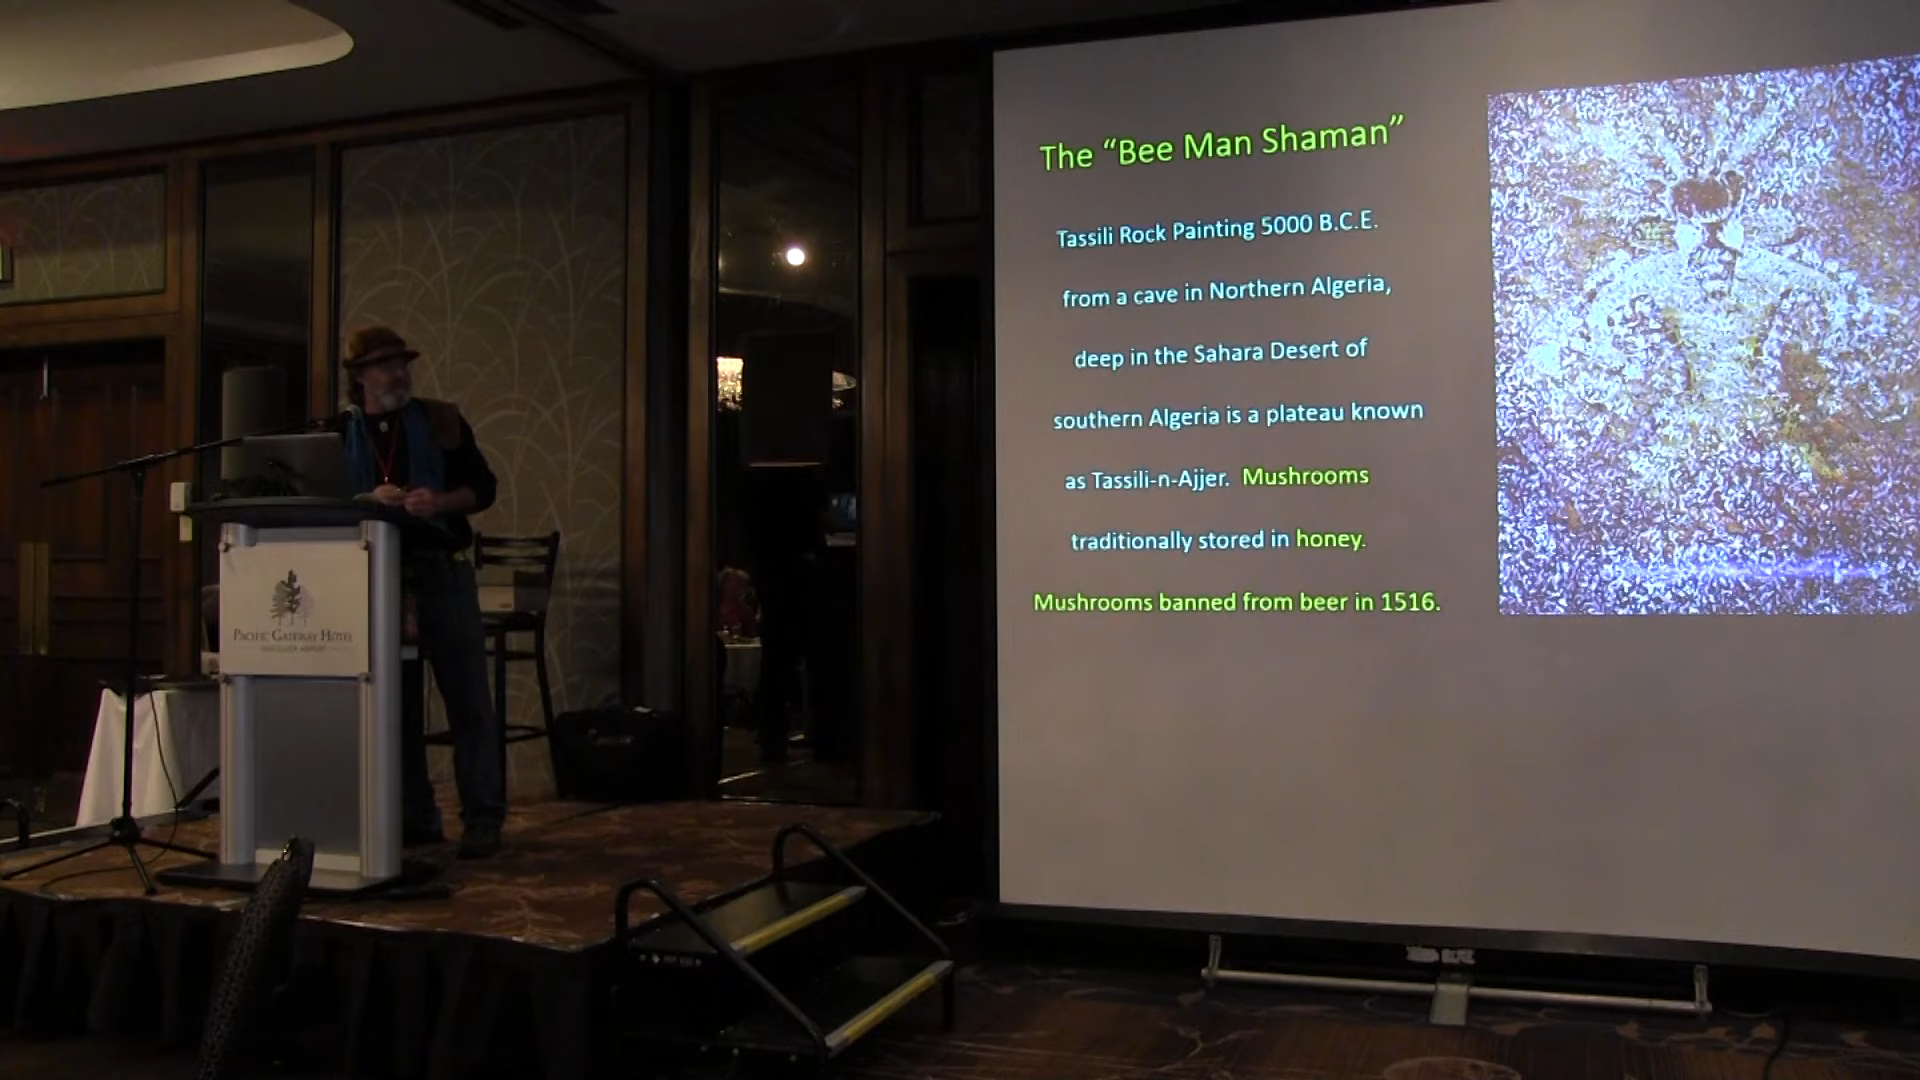 The “Bee Man Shaman”
Tassili Rock Painting 5000 B.C.E.
from a cave in Northern Algeria,
deep in the Sahara Desert of
southern Algeria is a plateau known
as Tassili-n-Ajjer. Mushrooms
traditionally stored in honey.
Mushrooms banned from beer in 1516.
PACIFIC GATEWAY HOTEL
VANCOUVER AIRPORT